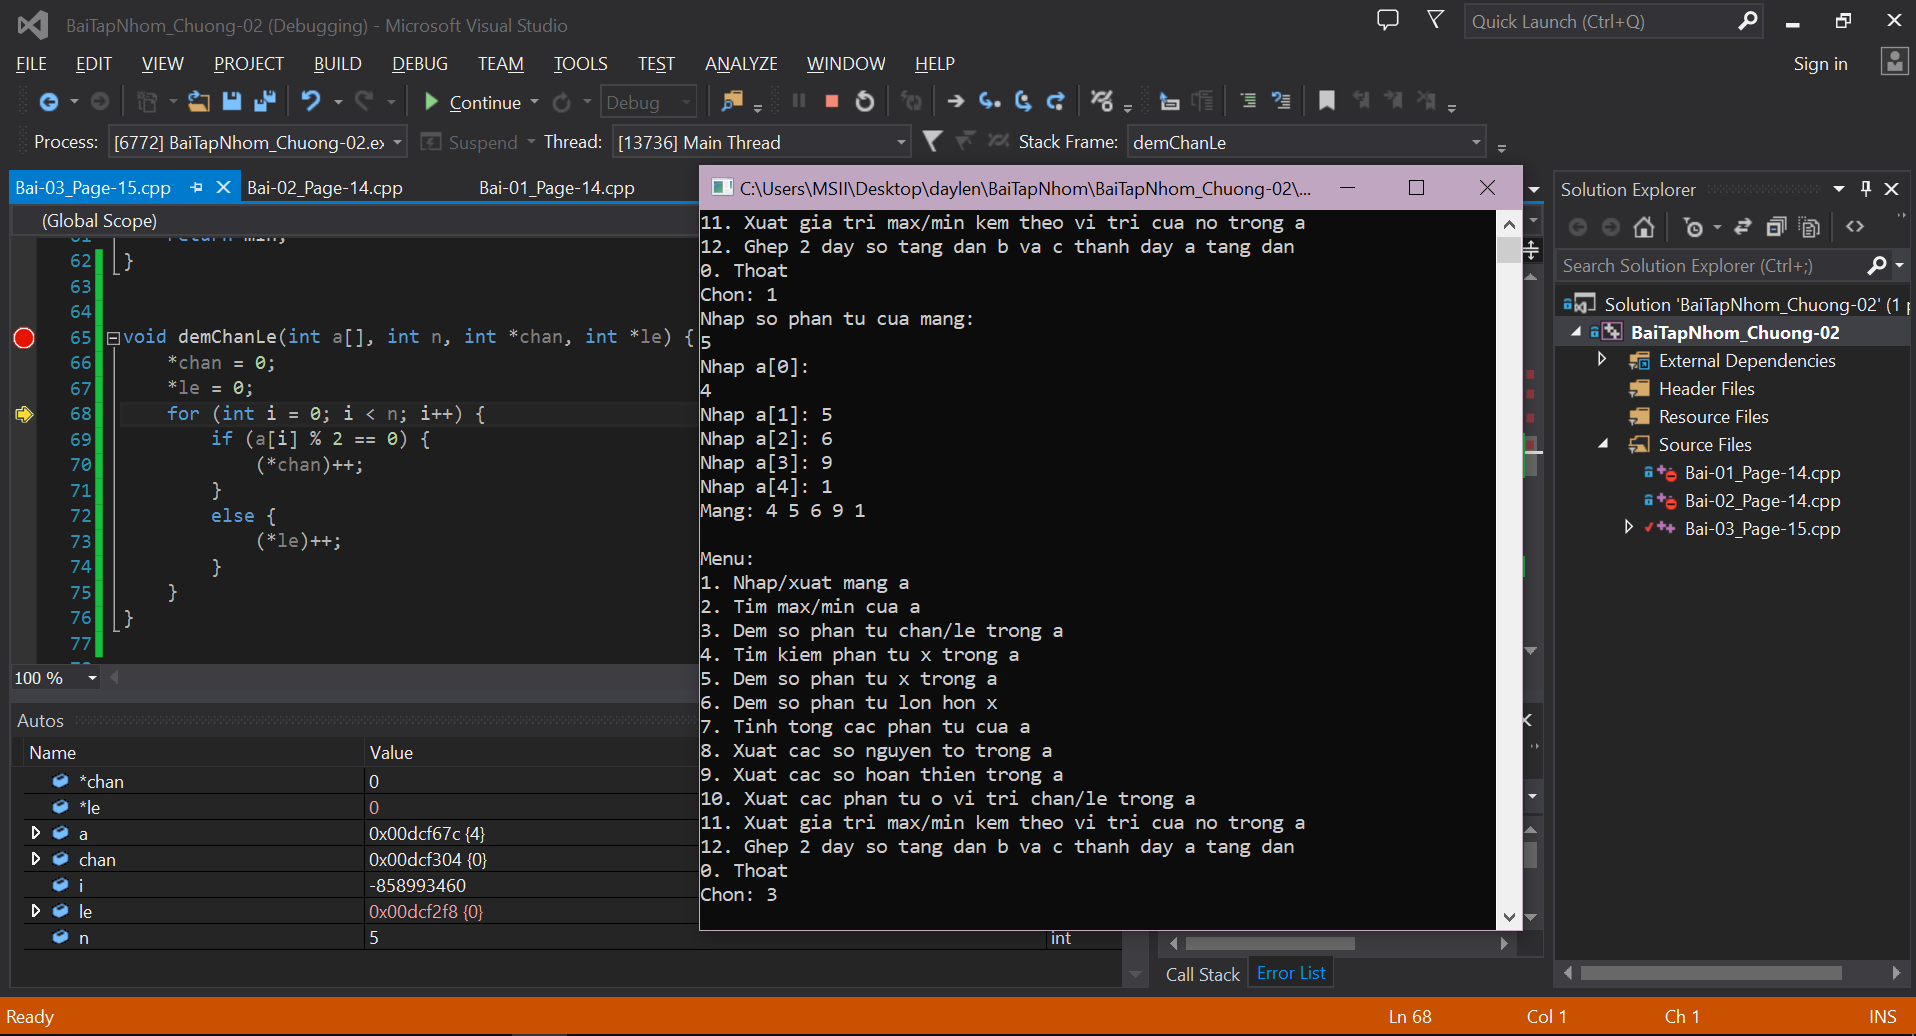 BaiTapNhom_Chuong-02 (Debugging) - Microsoft Visual Studio
Quick Launch (Ctrl+Q)
FILE EDIT VIEW PROJECT BUILD DEBUG TEAM TOOLS TEST ANALYZE WINDOW HELP
Sign in
Continue
Debug
Process: [6772] BaiTapNhom_Chuong-02.ex
Suspend
Thread: [13736] Main Thread
Stack Frame: demChanLe
Bai-03_Page-15.cpp
Bai-02_Page-14.cpp
Bai-01_Page-14.cpp
(Global Scope)
61 return min;
62 }
63
64
65 void demChanLe(int a[], int n, int *chan, int *le) {
66 *chan = 0;
67 *le = 0;
68 for (int i = 0; i < n; i++) {
69 if (a[i] % 2 == 0) {
70 (*chan)++;
71 }
72 else {
73 (*le)++;
74 }
75 }
76 }
77
100 %
Autos
Name Value
*chan 0
*le 0
a 0x00dcf67c {4}
chan 0x00dcf304 {0}
i -858993460
le 0x00dcf2f8 {0}
n 5 int
C:\Users\MSII\Desktop\daylen\BaiTapNhom\BaiTapNhom_Chuong-02\...
11. Xuat gia tri max/min kem theo vi tri cua no trong a
12. Ghep 2 day so tang dan b va c thanh day a tang dan
0. Thoat
Chon: 1
Nhap so phan tu cua mang:
5
Nhap a[0]:
4
Nhap a[1]: 5
Nhap a[2]: 6
Nhap a[3]: 9
Nhap a[4]: 1
Mang: 4 5 6 9 1
Menu:
1. Nhap/xuat mang a
2. Tim max/min cua a
3. Dem so phan tu chan/le trong a
4. Tim kiem phan tu x trong a
5. Dem so phan tu x trong a
6. Dem so phan tu lon hon x
7. Tinh tong cac phan tu cua a
8. Xuat cac so nguyen to trong a
9. Xuat cac so hoan thien trong a
10. Xuat cac phan tu o vi tri chan/le trong a
11. Xuat gia tri max/min kem theo vi tri cua no trong a
12. Ghep 2 day so tang dan b va c thanh day a tang dan
0. Thoat
Chon: 3
Call Stack
Error List
Solution Explorer
Search Solution Explorer (Ctrl+;)
Solution 'BaiTapNhom_Chuong-02' (1 p
BaiTapNhom_Chuong-02
External Dependencies
Header Files
Resource Files
Source Files
Bai-01_Page-14.cpp
Bai-02_Page-14.cpp
Bai-03_Page-15.cpp
Ready
Ln 68
Col 1
Ch 1
INS